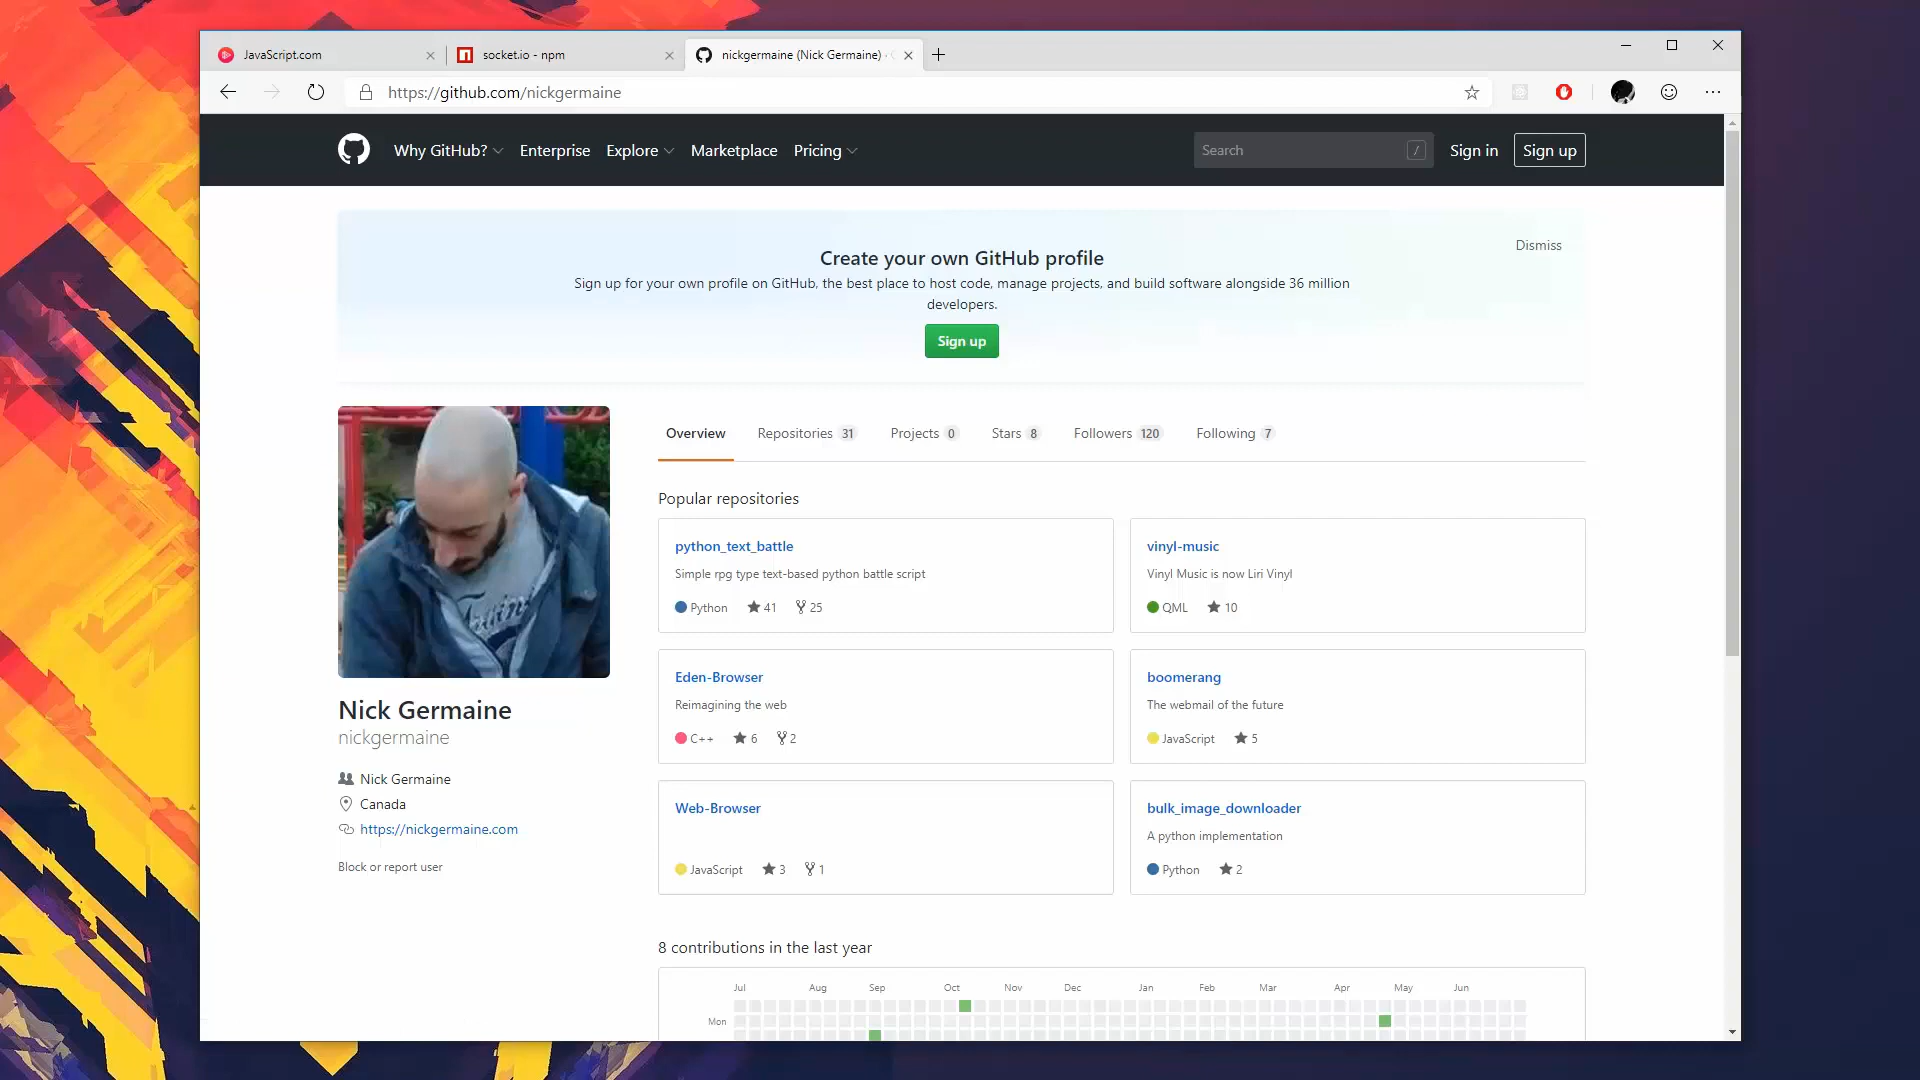 JavaScript.com
socket.io - npm
nickgermaine (Nick Germaine) ·
https://github.com/nickgermaine
Why GitHub?
Enterprise
Explore
Marketplace
Pricing
Search
/
Sign in
Sign up
Create your own GitHub profile
Dismiss
Sign up for your own profile on GitHub, the best place to host code, manage projects, and build software alongside 36 million
developers.
Sign up
Overview
Repositories 31
Projects 0
Stars 8
Followers 120
Following 7
Popular repositories
python_text_battle
Simple rpg type text-based python battle script
Python 41 25
vinyl-music
Vinyl Music is now Liri Vinyl
QML 10
Eden-Browser
Reimagining the web
C++ 6 2
boomerang
The webmail of the future
JavaScript 5
Web-Browser
JavaScript 3 1
bulk_image_downloader
A python implementation
Python 2
Nick Germaine
nickgermaine
Nick Germaine
Canada
https://nickgermaine.com
Block or report user
8 contributions in the last year
Jul Aug Sep Oct Nov Dec Jan Feb Mar Apr May Jun
Mon